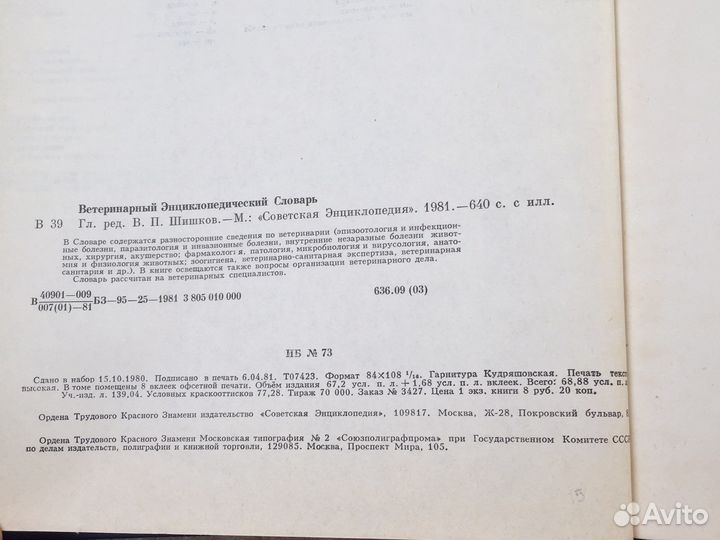 Ветеринарный Энциклопедический Словарь
В 39 Гл. ред. В. П. Шишков.—М.: «Советская Энциклопедия». 1981.—640 с. с илл.
В Словаре содержатся разносторонние сведения по ветеринарии (эпизоотология и инфекцион-
ные болезни, паразитология и инвазионные болезни, внутренние незаразные болезни живот-
ных, хирургия, акушерство; фармакология, патология, микробиология и вирусология, анато-
мия и физиология животных; зоогигиена, ветеринарно-санитарная экспертиза, ветеринарная
санитария и др.). В книге освещаются также вопросы организации ветеринарного дела.
Словарь рассчитан на ветеринарных специалистов.
В 40901—009/007(01)—81 БЗ—95—25—1981 3 805 010 000 636.09 (03)
ИБ № 73
Сдано в набор 15.10.1980. Подписано в печать 6.04.81. Т07423. Формат 84×108 1/16. Гарнитура Кудряшовская. Печать текс
высокая. В томе помещены 8 вклеек офсетной печати. Объём издания 67,2 усл. п. л. + 1,68 усл. п. л. вклеек. Всего: 68,88 усл. п. л
Уч.-изд. л. 139,04. Условных краскооттисков 77,28. Тираж 70 000. Заказ № 3427. Цена 1 экз. книги 8 руб. 20 коп.
Ордена Трудового Красного Знамени издательство «Советская Энциклопедия», 109817. Москва, Ж-28, Покровский бульвар,
Ордена Трудового Красного Знамени Московская типография № 2 «Союзполиграфпрома» при Государственном Комитете СССР
по делам издательств, полиграфии и книжной торговли, 129085. Москва, Проспект Мира, 105.
Avito